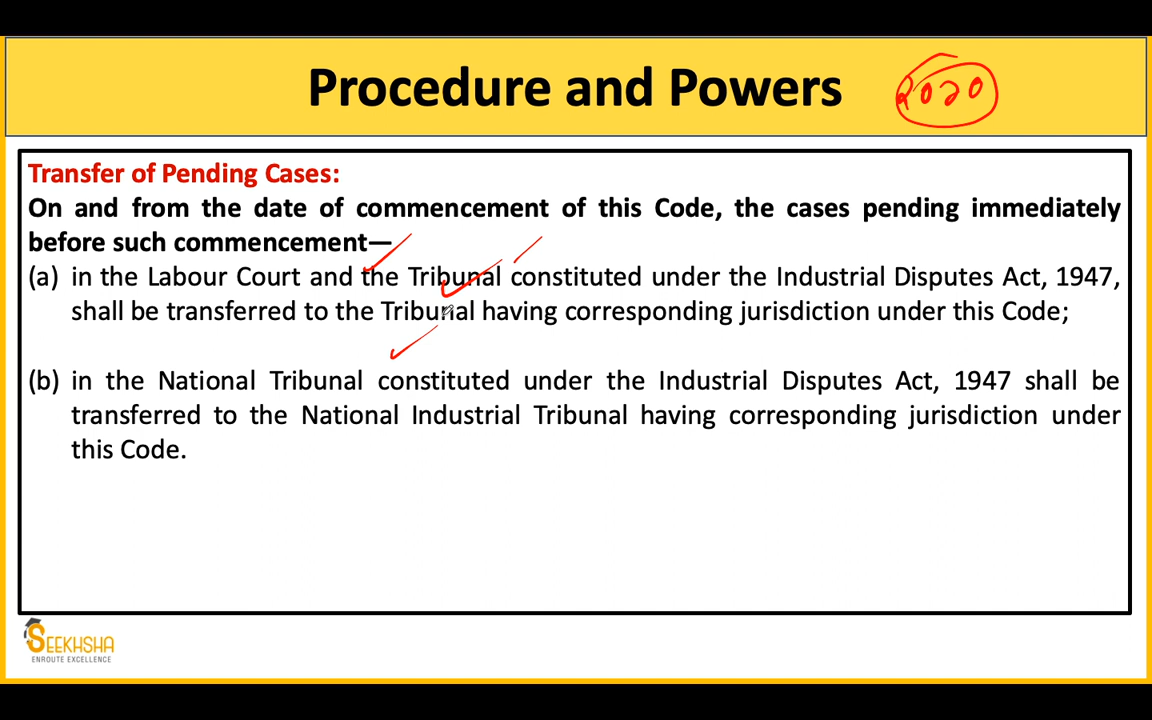 Procedure and Powers 2020
Transfer of Pending Cases:
On and from the date of commencement of this Code, the cases pending immediately
before such commencement—
(a) in the Labour Court and the Tribunal constituted under the Industrial Disputes Act, 1947,
shall be transferred to the Tribunal having corresponding jurisdiction under this Code;
(b) in the National Tribunal constituted under the Industrial Disputes Act, 1947 shall be
transferred to the National Industrial Tribunal having corresponding jurisdiction under
this Code.
SEEKHSHA
ENROUTE EXCELLENCE